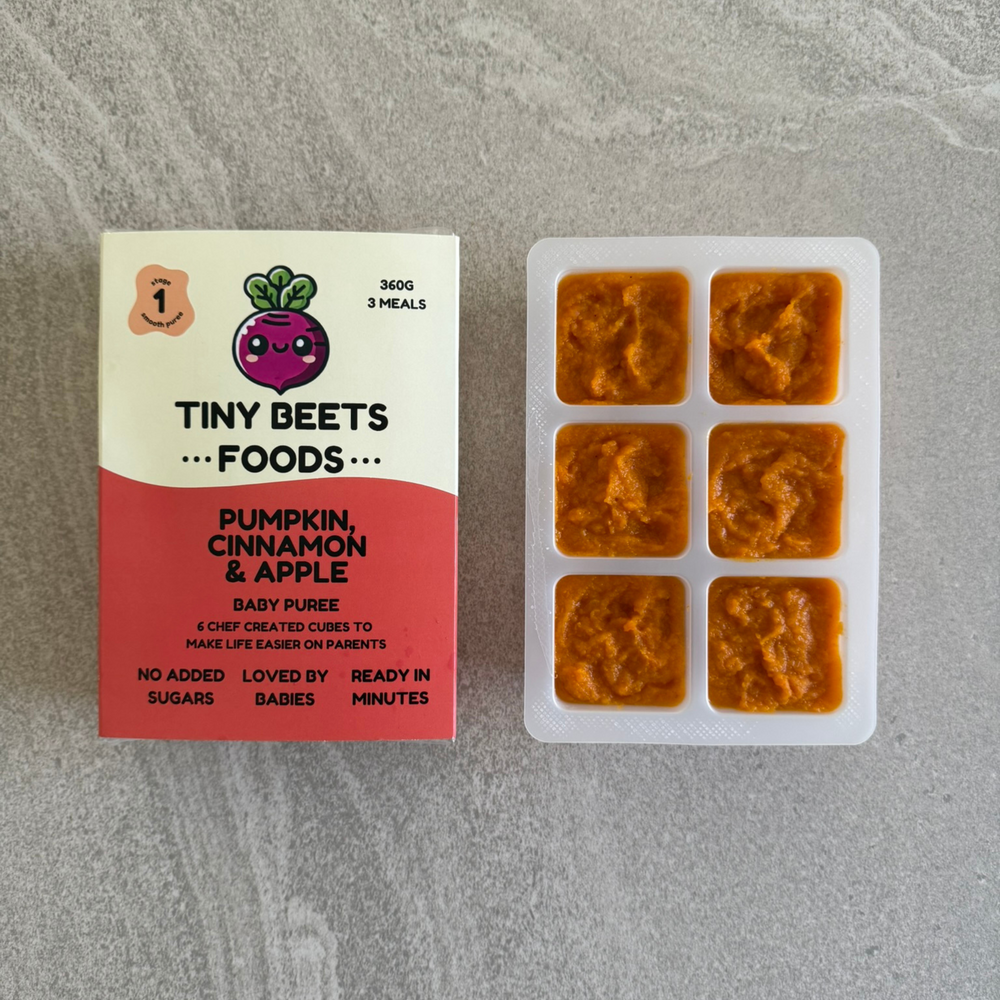 stage
1
smooth puree
360G
3 MEALS
TINY BEETS
···FOODS···
PUMPKIN,
CINNAMON
& APPLE
BABY PUREE
6 CHEF CREATED CUBES TO
MAKE LIFE EASIER ON PARENTS
NO ADDED LOVED BY READY IN
SUGARS BABIES MINUTES